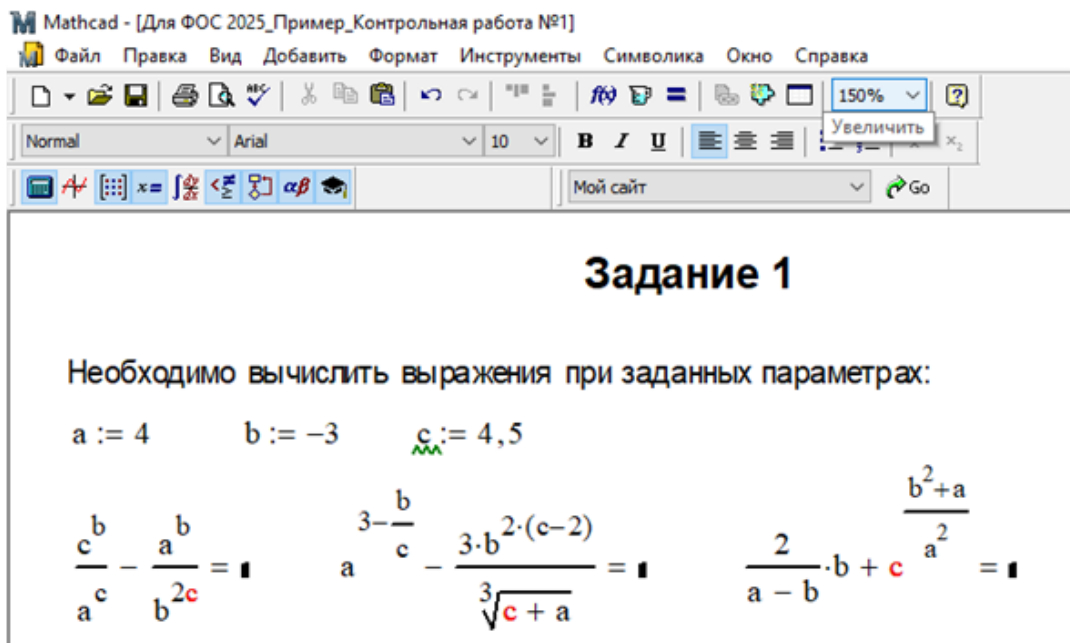 Mathcad - [Для ФОС 2025_Пример_Контрольная работа №1]
Файл Правка Вид Добавить Формат Инструменты Символика Окно Справка
f(x) = 150% ?
Увеличить
Normal Arial 10 B I U
x= αβ Мой сайт Go
Задание 1
Необходимо вычислить выражения при заданных параметрах:
a := 4 b := −3 c := 4,5
c^b/a^c − a^b/b^(2c) = a^(3−b/c) − 3·b^(2·(c−2))/∛(c + a) = 2/(a − b)·b + c^((b^2+a)/a^2) =